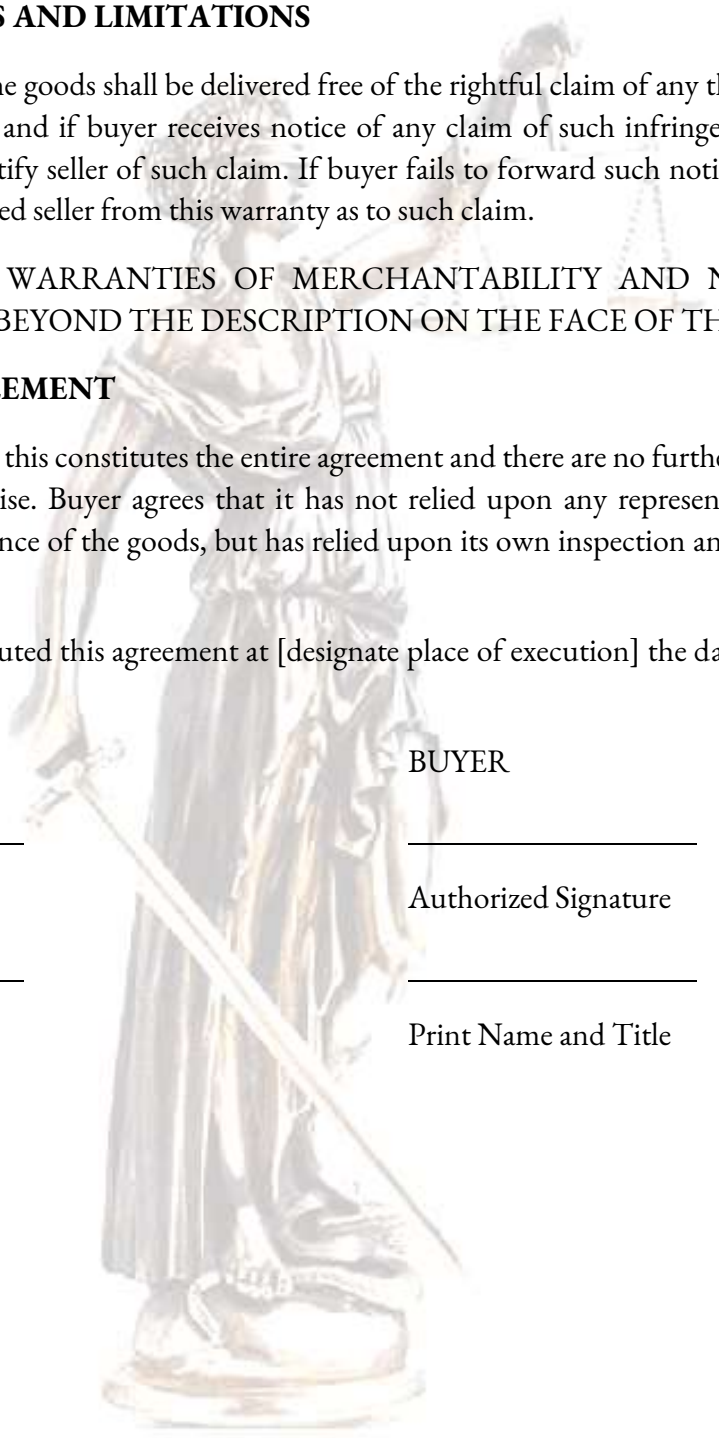 S AND LIMITATIONS
he goods shall be delivered free of the rightful claim of any th
and if buyer receives notice of any claim of such infringe
tify seller of such claim. If buyer fails to forward such noti
ed seller from this warranty as to such claim.
WARRANTIES OF MERCHANTABILITY AND N
BEYOND THE DESCRIPTION ON THE FACE OF TH
EEMENT
this constitutes the entire agreement and there are no furthe
ise. Buyer agrees that it has not relied upon any represen
nce of the goods, but has relied upon its own inspection an
uted this agreement at [designate place of execution] the da
BUYER
Authorized Signature
Print Name and Title